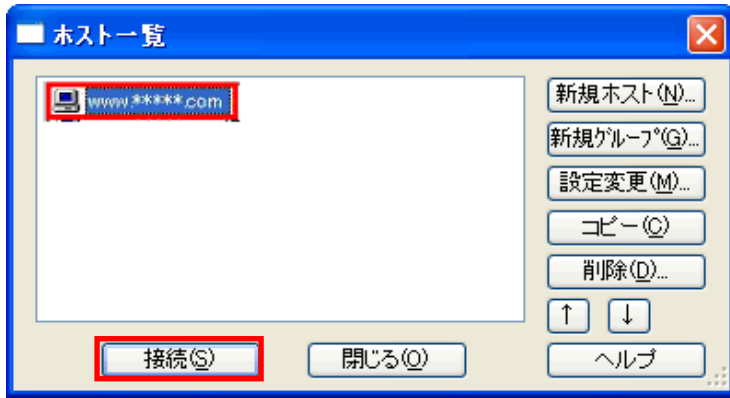 ホスト一覧
www.*****.com
新規ホスト(N)...
新規ｸﾞﾙｰﾌﾟ(G)...
設定変更(M)...
コピー(C)
削除(D)...
↑ ↓
接続(S) 閉じる(O) ヘルプ